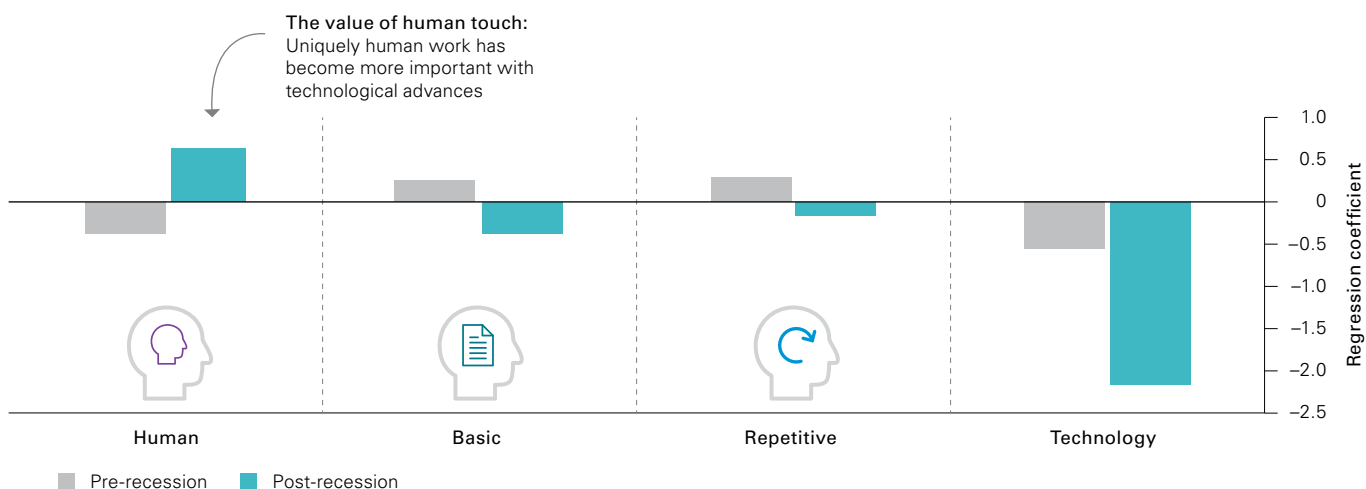 The value of human touch:
Uniquely human work has
become more important with
technological advances
1.0
0.5
0
–0.5
–1.0
–1.5
–2.0
–2.5
Regression coefficient
Human
Basic
Repetitive
Technology
Pre-recession
Post-recession